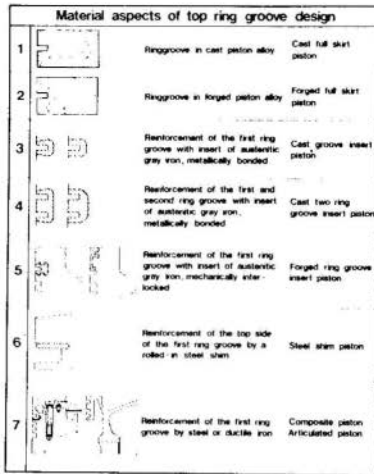 Material aspects of top ring groove design
1
Ringgroove in cast piston alloy
Cast full skirt
piston
2
Ringgroove in forged piston alloy
Forged full skirt
piston
3
Reinforcement of the first ring
groove with insert of austenitic
gray iron, metallically bonded
Cast groove insert
piston
4
Reinforcement of the first and
second ring groove with insert
of austenitic gray iron,
metallically bonded
Cast two ring
groove insert piston
5
Reinforcement of the first ring
groove with insert of austenitic
gray iron, mechanically inter-
locked
Forged ring groove
insert piston
6
Reinforcement of the top side
of the first ring groove by a
rolled-in steel shim
Steel shim piston
7
Reinforcement of the first ring
groove by steel or ductile iron
Composite piston
Articulated piston